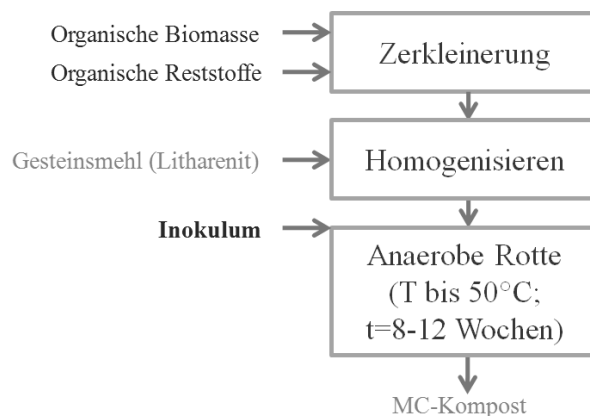 Organische Biomasse
Organische Reststoffe
Zerkleinerung
Gesteinsmehl (Litharenit)
Homogenisieren
Inokulum
Anaerobe Rotte
(T bis 50°C;
t=8-12 Wochen)
MC-Kompost